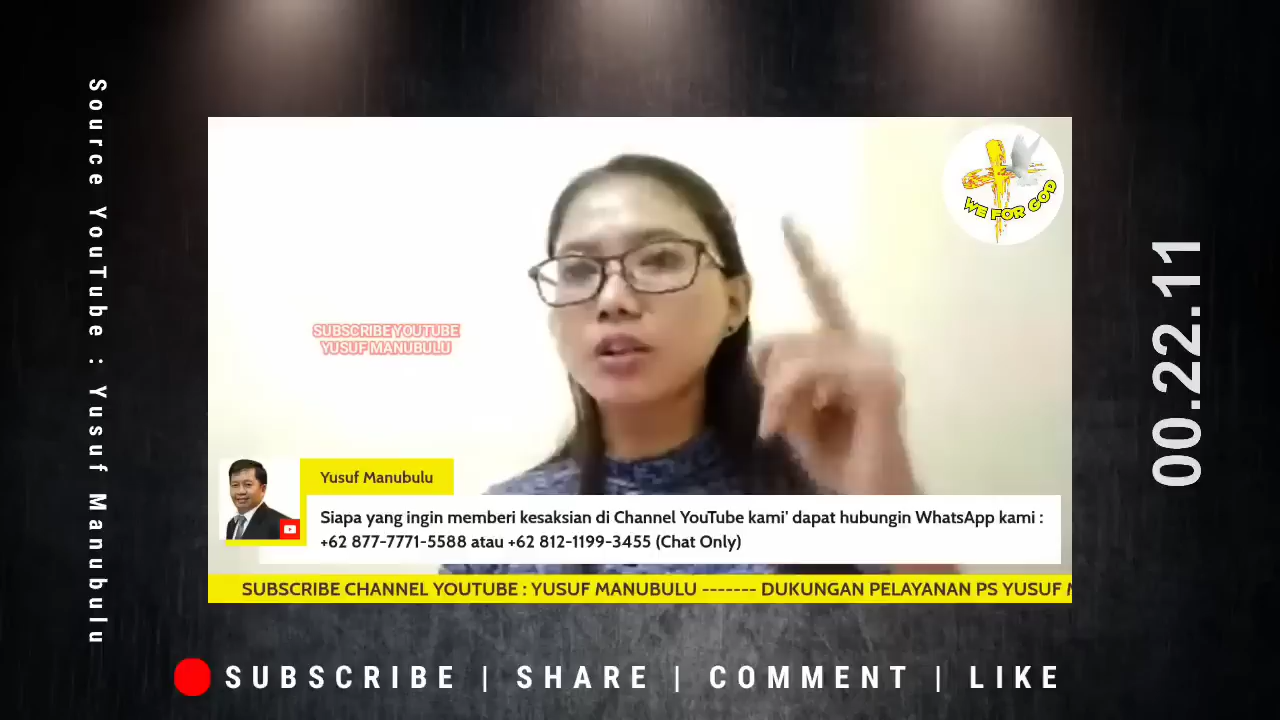 Source YouTube : Yusuf Manubulu
WE FOR GOD
SUBSCRIBE YOUTUBE
YUSUF MANUBULU
00.22.11
Yusuf Manubulu
Siapa yang ingin memberi kesaksian di Channel YouTube kami' dapat hubungin WhatsApp kami :
+62 877-7771-5588 atau +62 812-1199-3455 (Chat Only)
SUBSCRIBE CHANNEL YOUTUBE : YUSUF MANUBULU ------- DUKUNGAN PELAYANAN PS YUSUF M
SUBSCRIBE | SHARE | COMMENT | LIKE